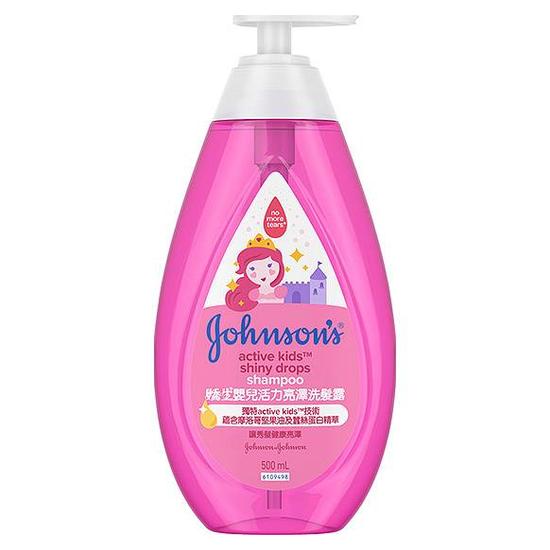 no
more
tears®
Johnson's®
active kids™
shiny drops
shampoo
嬌生嬰兒活力亮澤洗髮露
獨特active kids™技術
蘊含摩洛哥堅果油及蠶絲蛋白精華
讓秀髮健康亮澤
Johnson & Johnson
500 mL
6109498